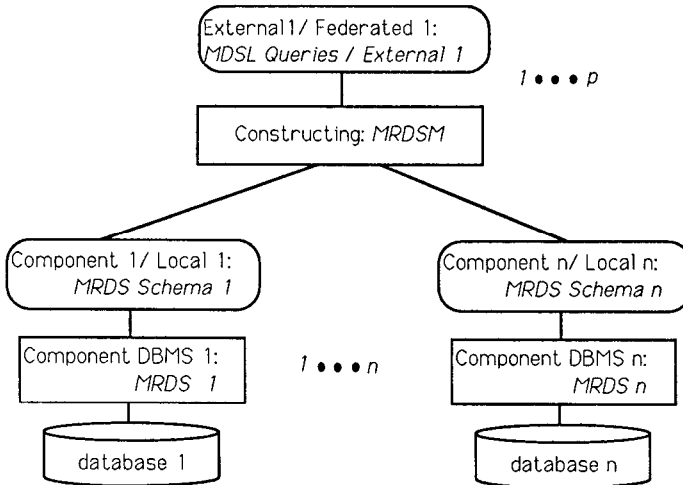 External1/ Federated 1:
MDSL Queries / External 1
1 ••• p
Constructing: MRDSM
Component 1/ Local 1:
MRDS Schema 1
Component n/ Local n:
MRDS Schema n
Component DBMS 1:
MRDS 1
1 ••• n
Component DBMS n:
MRDS n
database 1
database n